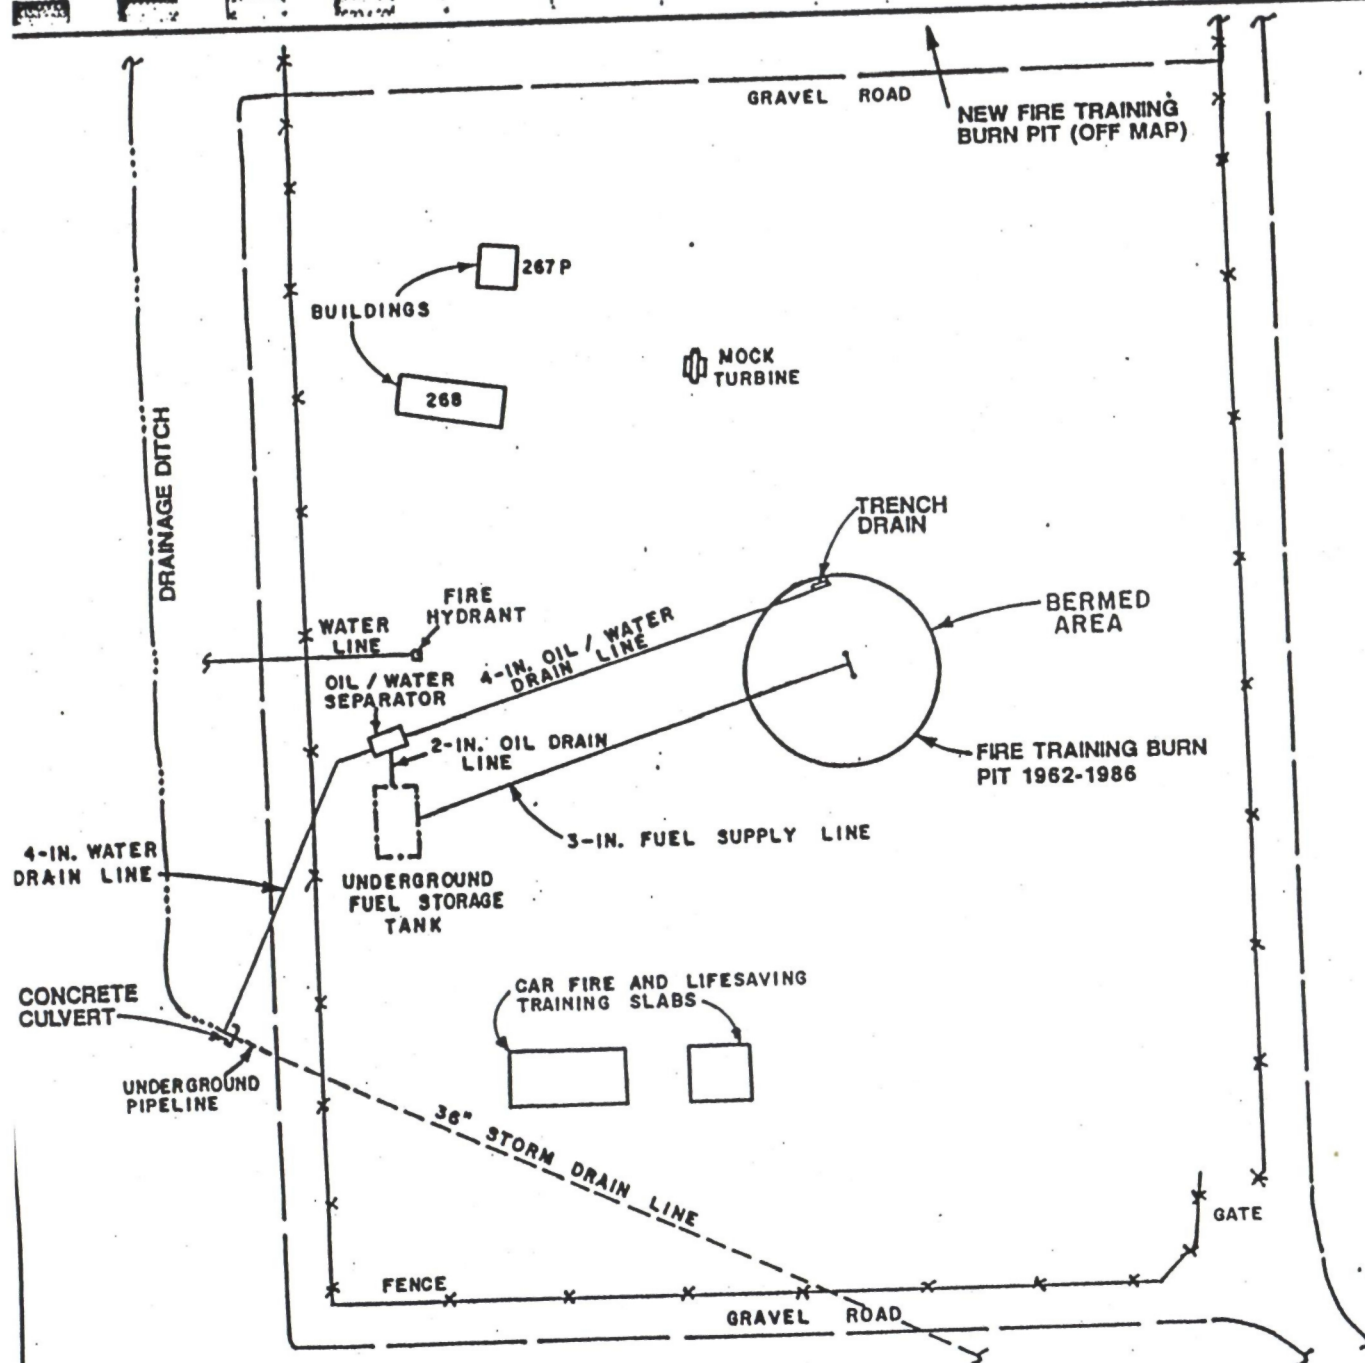 GRAVEL ROAD
NEW FIRE TRAINING
BURN PIT (OFF MAP)
267P
BUILDINGS
MOCK
TURBINE
268
DRAINAGE DITCH
TRENCH
DRAIN
FIRE
HYDRANT
WATER
LINE
BERMED
AREA
4-IN. OIL / WATER
DRAIN LINE
OIL / WATER
SEPARATOR
2-IN. OIL DRAIN
LINE
FIRE TRAINING BURN
PIT 1962-1986
3-IN. FUEL SUPPLY LINE
4-IN. WATER
DRAIN LINE
UNDERGROUND
FUEL STORAGE
TANK
CAR FIRE AND LIFESAVING
TRAINING SLABS
CONCRETE
CULVERT
UNDERGROUND
PIPELINE
36" STORM DRAIN LINE
GATE
FENCE
GRAVEL ROAD